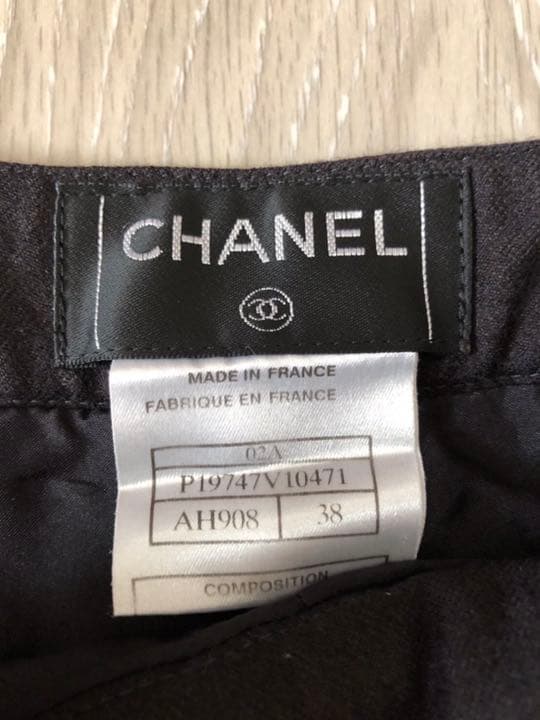 CHANEL
MADE IN FRANCE
FABRIQUE EN FRANCE
02A
P19747V10471
AH908 38
COMPOSITION